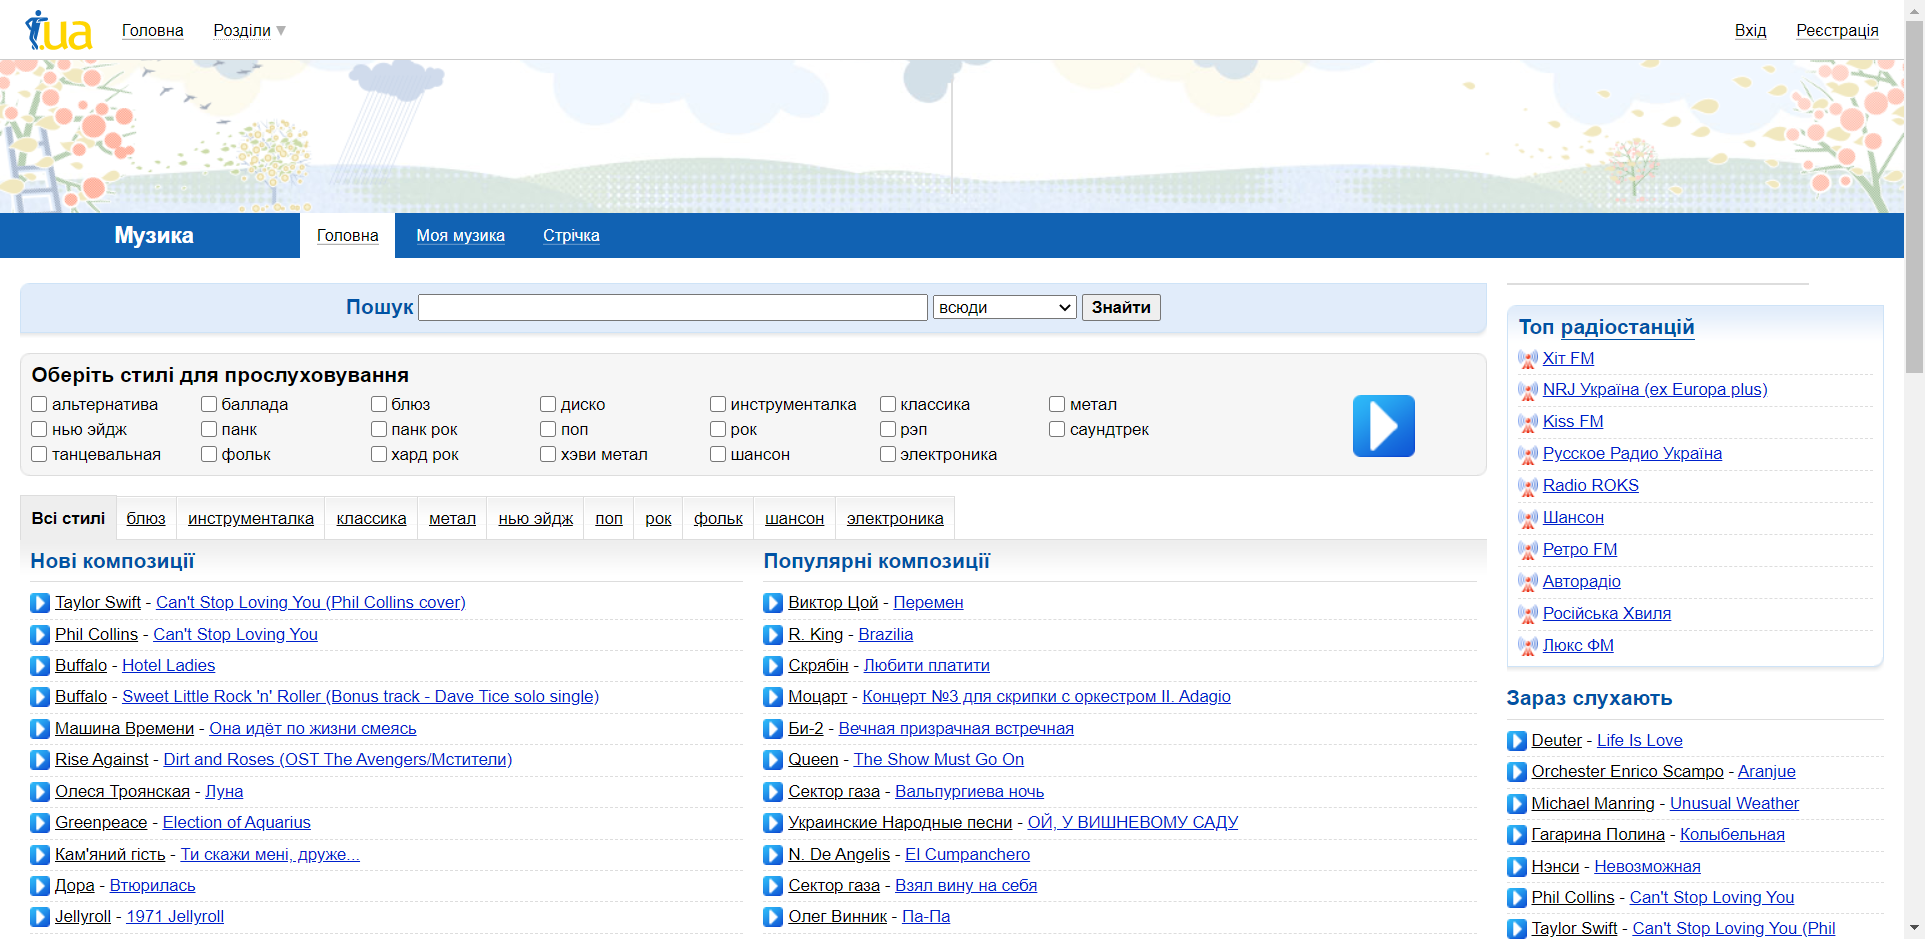 i.ua
Головна
Розділи
Вхід
Реєстрація
Музика
Головна
Моя музика
Стрічка
Пошук
всюди
Знайти
Оберіть стилі для прослуховування
альтернатива
баллада
блюз
диско
инструменталка
классика
метал
нью эйдж
панк
панк рок
поп
рок
рэп
саундтрек
танцевальная
фольк
хард рок
хэви метал
шансон
электроника
Всі стилі
блюз
инструменталка
классика
метал
нью эйдж
поп
рок
фольк
шансон
электроника
Нові композиції
Taylor Swift - Can't Stop Loving You (Phil Collins cover)
Phil Collins - Can't Stop Loving You
Buffalo - Hotel Ladies
Buffalo - Sweet Little Rock 'n' Roller (Bonus track - Dave Tice solo single)
Машина Времени - Она идёт по жизни смеясь
Rise Against - Dirt and Roses (OST The Avengers/Мстители)
Олеся Троянская - Луна
Greenpeace - Election of Aquarius
Кам'яний гість - Ти скажи мені, друже...
Дора - Втюрилась
Jellyroll - 1971 Jellyroll
Популярні композиції
Виктор Цой - Перемен
R. King - Brazilia
Скрябін - Любити платити
Моцарт - Концерт №3 для скрипки с оркестром II. Adagio
Би-2 - Вечная призрачная встречная
Queen - The Show Must Go On
Сектор газа - Вальпургиева ночь
Украинские Народные песни - ОЙ, У ВИШНЕВОМУ САДУ
N. De Angelis - El Cumpanchero
Сектор газа - Взял вину на себя
Олег Винник - Па-Па
Топ радіостанцій
Хіт FM
NRJ Україна (ex Europa plus)
Kiss FM
Русское Радио Україна
Radio ROKS
Шансон
Ретро FM
Авторадіо
Російська Хвиля
Люкс ФМ
Зараз слухають
Deuter - Life Is Love
Orchester Enrico Scampo - Aranjue
Michael Manring - Unusual Weather
Гагарина Полина - Колыбельная
Нэнси - Невозможная
Phil Collins - Can't Stop Loving You
Taylor Swift - Can't Stop Loving You (Phil